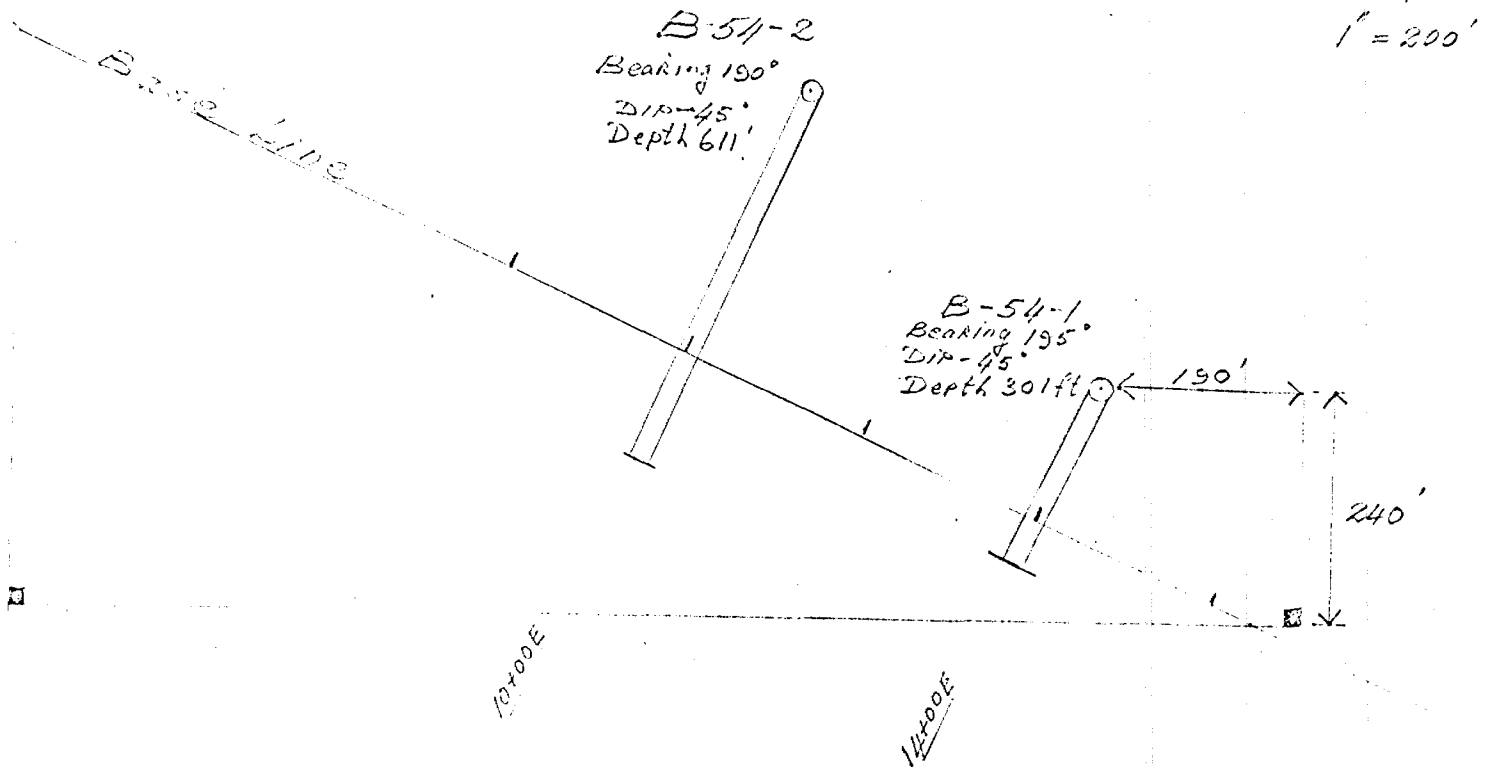 1" = 200'
B-54-2
Bearing 190°
Dip-45°
Depth 611'
Base Line
B-54-1
Bearing 195°
Dip-45°
Depth 301ft
190'
240'
10+00E
14+00E